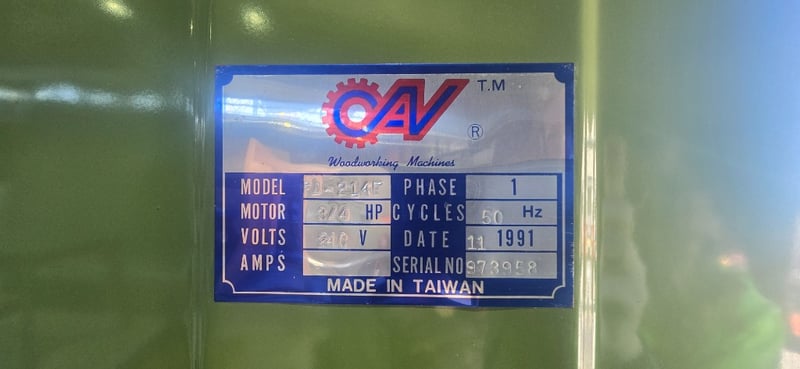 OAV T.M
®
Woodworking Machines
MODEL PHASE 1
MOTOR 3/4 HP CYCLES 50 Hz
VOLTS 240 V DATE 11 1991
AMPS SERIAL NO 973958
MADE IN TAIWAN